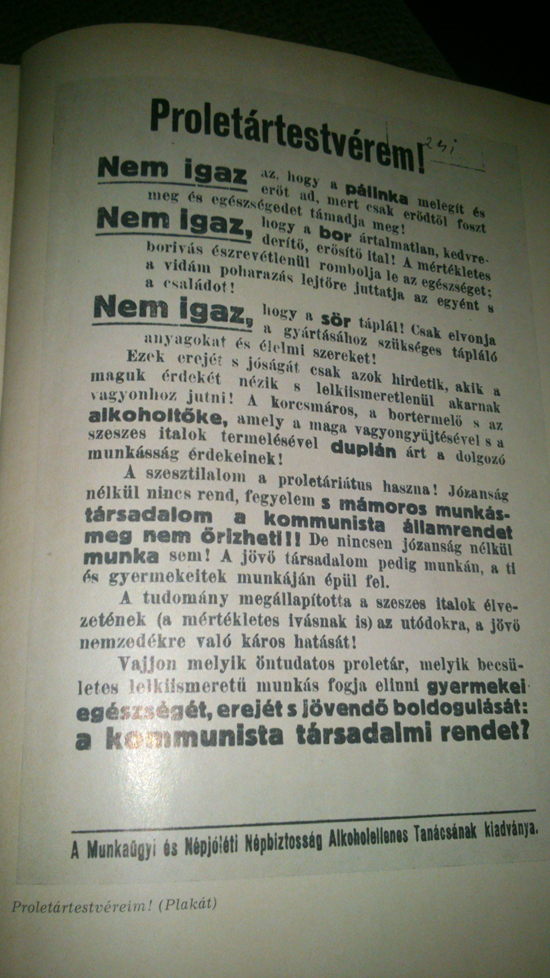 Proletártestvérem!
Nem igaz az, hogy a pálinka melegít és
erőt ad, mert csak erődtől foszt
meg és egészségedet támadja meg!
Nem igaz, hogy a bor ártalmatlan, kedvre-
derítő, erősítő ital! A mértékletes
borivás észrevétlenül rombolja le az egészséget;
a vidám poharazás lejtőre juttatja az egyént s
a családot!
Nem igaz, hogy a sör táplál! Csak elvonja
a gyártásához szükséges tápláló
anyagokat és élelmi szereket!
Ezek erejét s jóságát csak azok hirdetik, akik a
maguk érdekét nézik s lelkiismeretlenül akarnak
vagyonhoz jutni! A korcsmáros, a bortermelő s az
alkoholtőke, amely a maga vagyongyüjtésével s a
szeszes italok termelésével duplán árt a dolgozó
munkásság érdekeinek!
A szesztilalom a proletáriátus haszna! Józanság
nélkül nincs rend, fegyelem s mámoros munkás-
társadalom a kommunista államrendet
meg nem őrizheti!! De nincsen józanság nélkül
munka sem! A jövő társadalom pedig munkán, a ti
és gyermekeitek munkáján épül fel.
A tudomány megállapította a szeszes italok élve-
zetének (a mértékletes ivásnak is) az utódokra, a jövő
nemzedékre való káros hatását!
Vajjon melyik öntudatos proletár, melyik becsü-
letes lelkiismeretű munkás fogja elinni gyermekei
egészségét, erejét s jövendő boldogulását:
a kommunista társadalmi rendet?
A Munkaügyi és Népjóléti Népbiztosság Alkoholellenes Tanácsának kiadványa.
Proletártestvéreim! (Plakát)